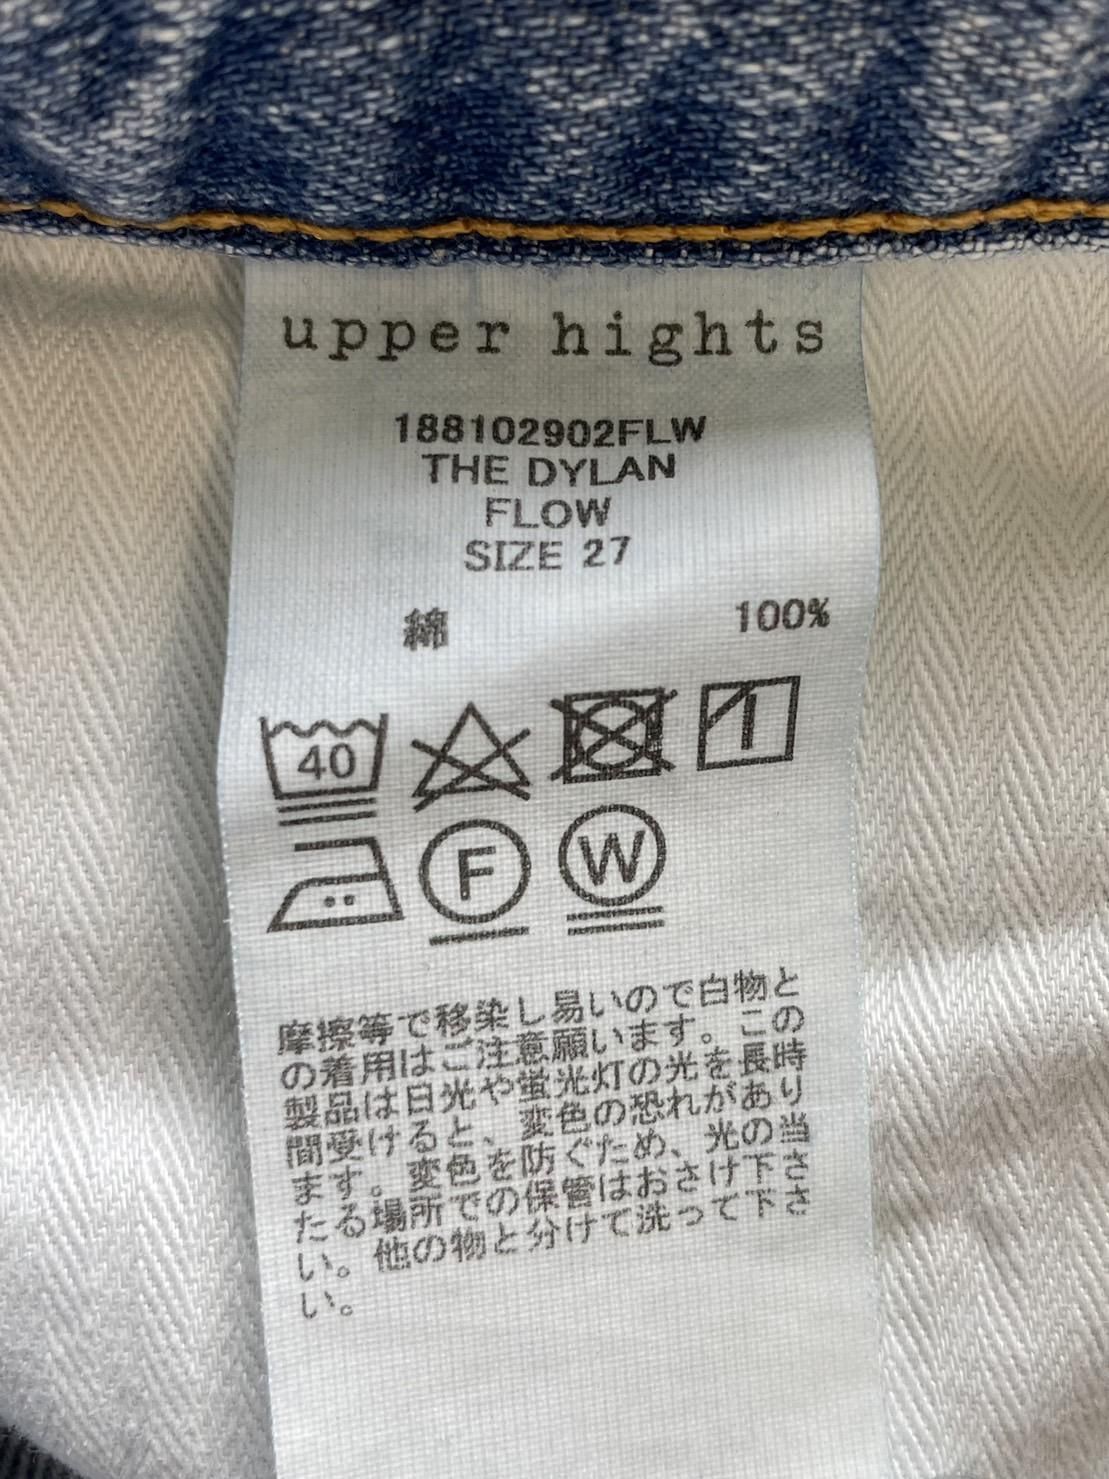 upper hights
188102902FLW
THE DYLAN
FLOW
SIZE 27
綿 100%
40
F W
摩擦等で移染し易いので白物と
の着用はご注意願います。この
製品は日光や蛍光灯の光を長時
間受けると、変色の恐れがあり
ます。変色を防ぐため、光の当
たる場所での保管はおさけ下さ
い。他の物と分けて洗って下さ
い。